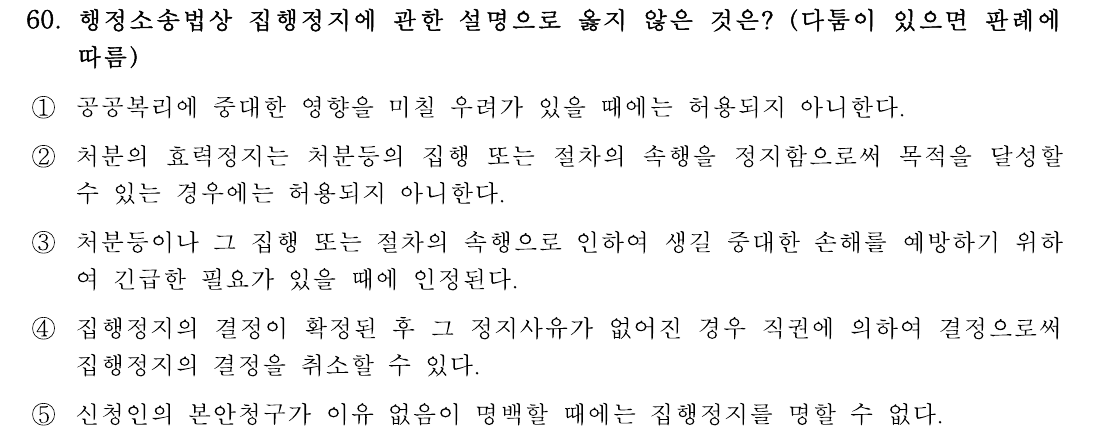 60. 행정소송법상 집행정지에 관한 설명으로 옳지 않은 것은? (다툼이 있으면 판례에
따름)
① 공공복리에 중대한 영향을 미칠 우려가 있을 때에는 허용되지 아니한다.
② 처분의 효력정지는 처분등의 집행 또는 절차의 속행을 정지함으로써 목적을 달성할
수 있는 경우에는 허용되지 아니한다.
③ 처분등이나 그 집행 또는 절차의 속행으로 인하여 생길 중대한 손해를 예방하기 위하
여 긴급한 필요가 있을 때에 인정된다.
④ 집행정지의 결정이 확정된 후 그 정지사유가 없어진 경우 직권에 의하여 결정으로써
집행정지의 결정을 취소할 수 있다.
⑤ 신청인의 본안청구가 이유 없음이 명백할 때에는 집행정지를 명할 수 없다.